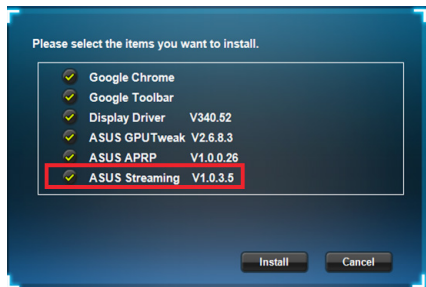 Please select the items you want to install.
Google Chrome
Google Toolbar
Display Driver V340.52
ASUS GPUTweak V2.6.8.3
ASUS APRP V1.0.0.26
ASUS Streaming V1.0.3.5
Install Cancel